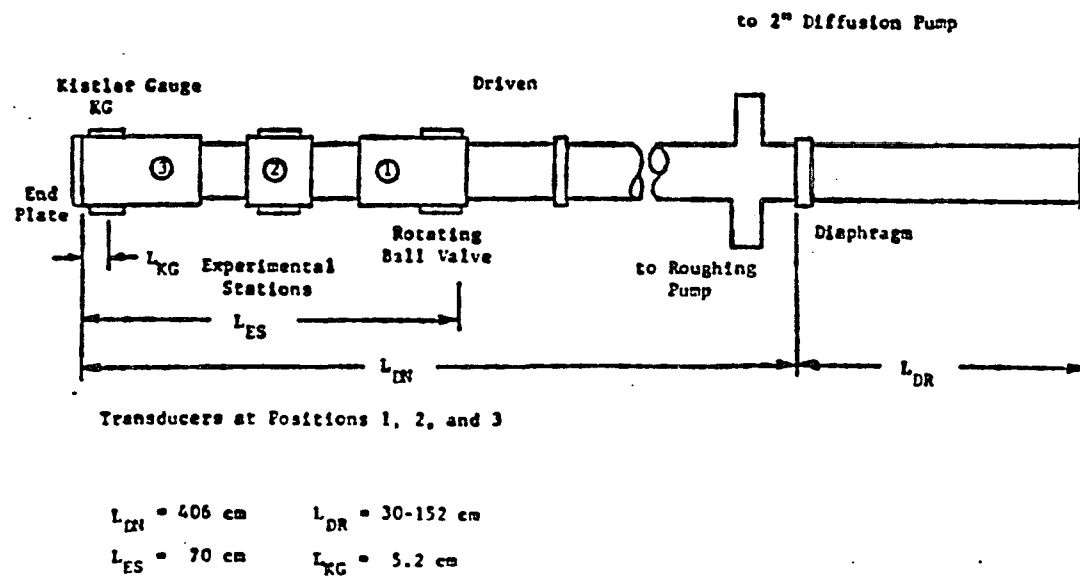 to 2" Diffusion Pump
Kistler Gauge
KG
Driven
3
2
1
End
Plate
Rotating
Ball Valve
Diaphragm
L_KG
Experimental
Stations
to Roughing
Pump
L_ES
L_DN
L_DR
Transducers at Positions 1, 2, and 3
L_DN = 406 cm L_DR = 30-152 cm
L_ES = 70 cm L_KG = 5.2 cm